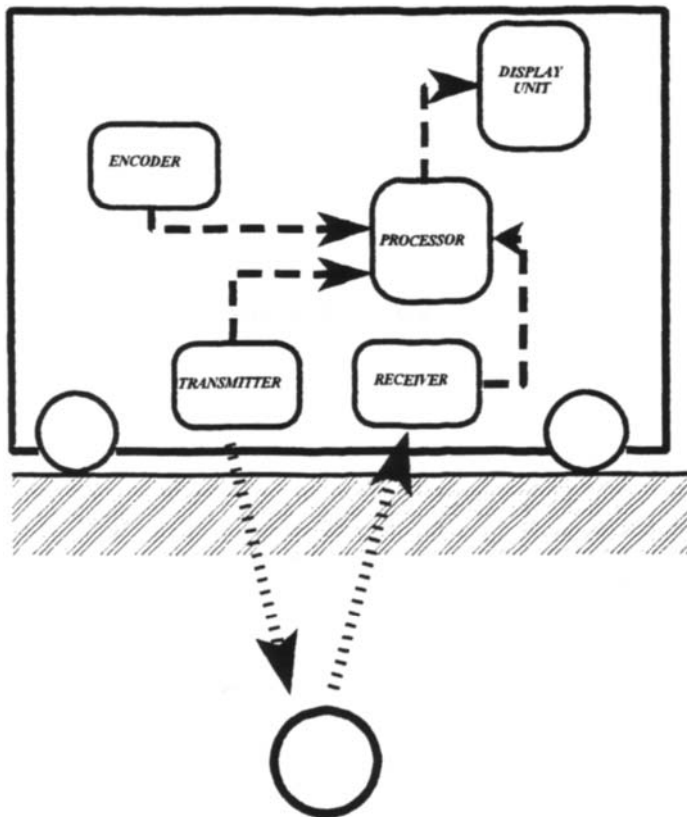 DISPLAY
UNIT
ENCODER
PROCESSOR
TRANSMITTER
RECEIVER